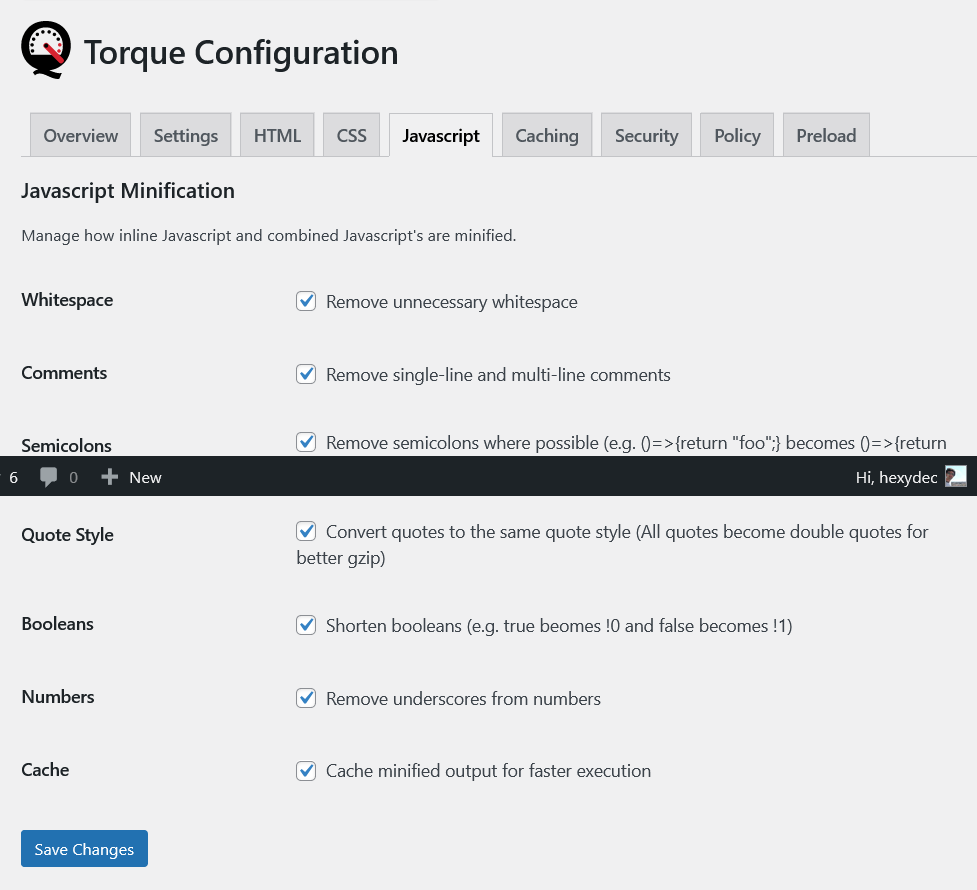 Torque Configuration
Overview Settings HTML CSS Javascript Caching Security Policy Preload
Javascript Minification
Manage how inline Javascript and combined Javascript's are minified.
Whitespace Remove unnecessary whitespace
Comments Remove single-line and multi-line comments
Semicolons Remove semicolons where possible (e.g. ()=>{return "foo";} becomes ()=>{return
6 0 New Hi, hexydec
Quote Style Convert quotes to the same quote style (All quotes become double quotes for
better gzip)
Booleans Shorten booleans (e.g. true beomes !0 and false becomes !1)
Numbers Remove underscores from numbers
Cache Cache minified output for faster execution
Save Changes